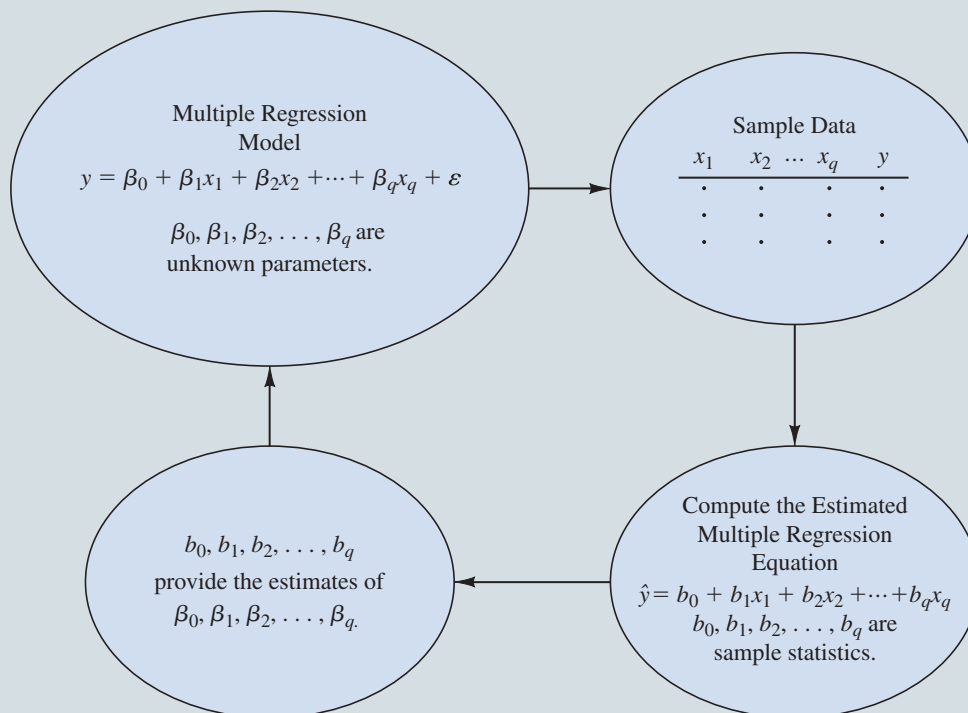 Multiple Regression
Model
y = β0 + β1x1 + β2x2 +···+ βqxq + ε
β0, β1, β2, . . . , βq are
unknown parameters.
Sample Data
x1 x2 ··· xq y
. . . .
. . . .
. . . .
Compute the Estimated
Multiple Regression
Equation
ŷ = b0 + b1x1 + b2x2 +···+bqxq
b0, b1, b2, . . . , bq are
sample statistics.
b0, b1, b2, . . . , bq
provide the estimates of
β0, β1, β2, . . . , βq.